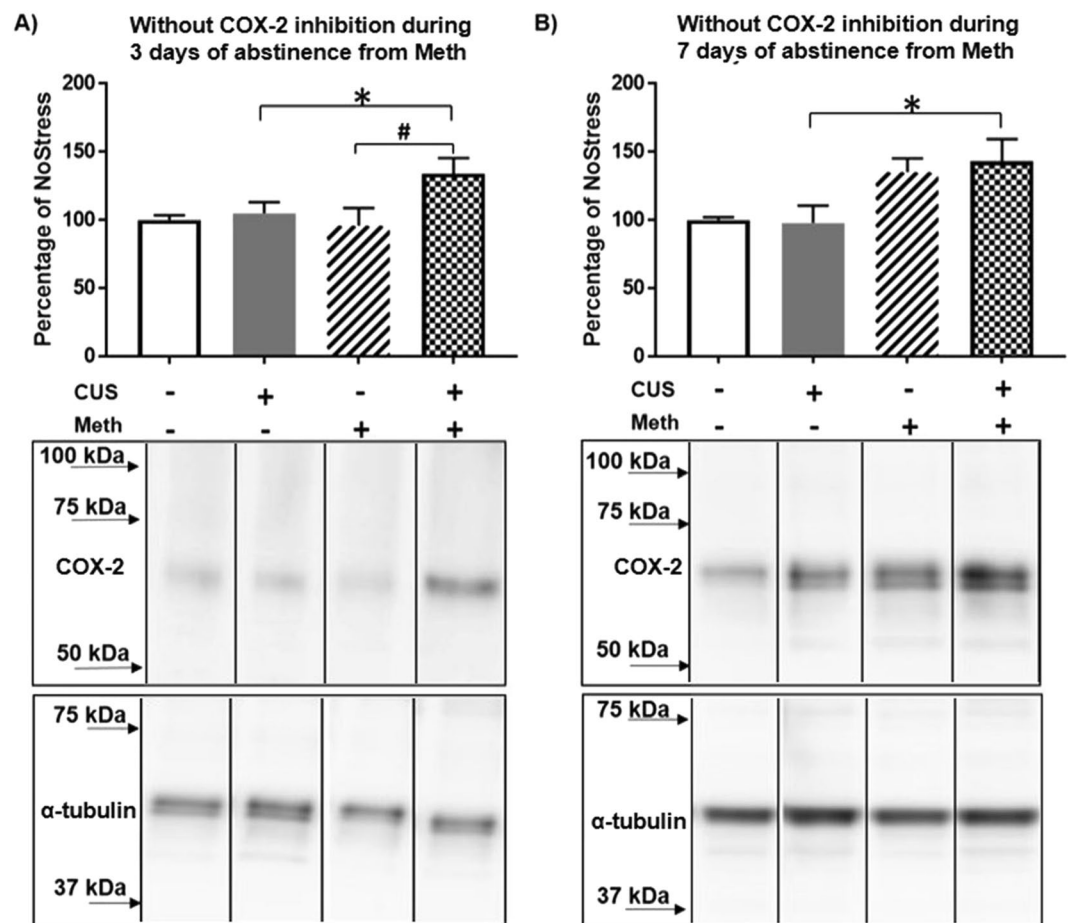 A)
Without COX-2 inhibition during
3 days of abstinence from Meth
Percentage of NoStress
200
150
100
50
0
*
#
CUS - + - +
Meth - - + +
100 kDa
75 kDa
COX-2
50 kDa
75 kDa
α-tubulin
37 kDa
B)
Without COX-2 inhibition during
7 days of abstinence from Meth
Percentage of NoStress
200
150
100
50
0
*
CUS - + - +
Meth - - + +
100 kDa
75 kDa
COX-2
50 kDa
75 kDa
α-tubulin
37 kDa